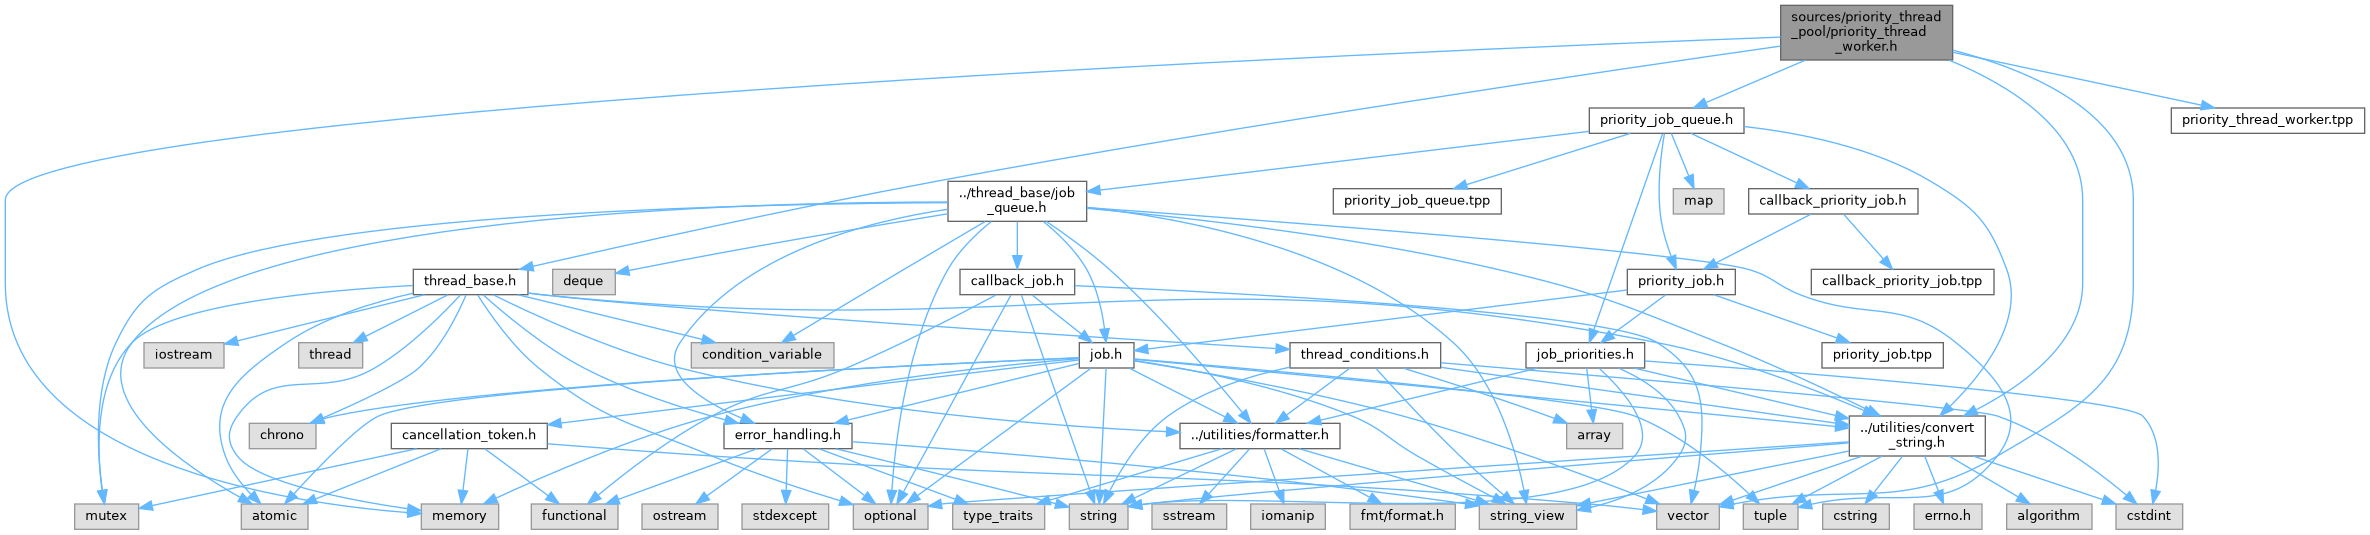 sources/priority_thread
_pool/priority_thread
_worker.h
priority_job_queue.h
priority_thread_worker.tpp
../thread_base/job
_queue.h
priority_job_queue.tpp
map
callback_priority_job.h
thread_base.h
deque
callback_job.h
priority_job.h
callback_priority_job.tpp
iostream
thread
condition_variable
job.h
thread_conditions.h
job_priorities.h
priority_job.tpp
chrono
cancellation_token.h
error_handling.h
../utilities/formatter.h
array
../utilities/convert
_string.h
mutex
atomic
memory
functional
ostream
stdexcept
optional
type_traits
string
sstream
iomanip
fmt/format.h
string_view
vector
tuple
cstring
errno.h
algorithm
cstdint